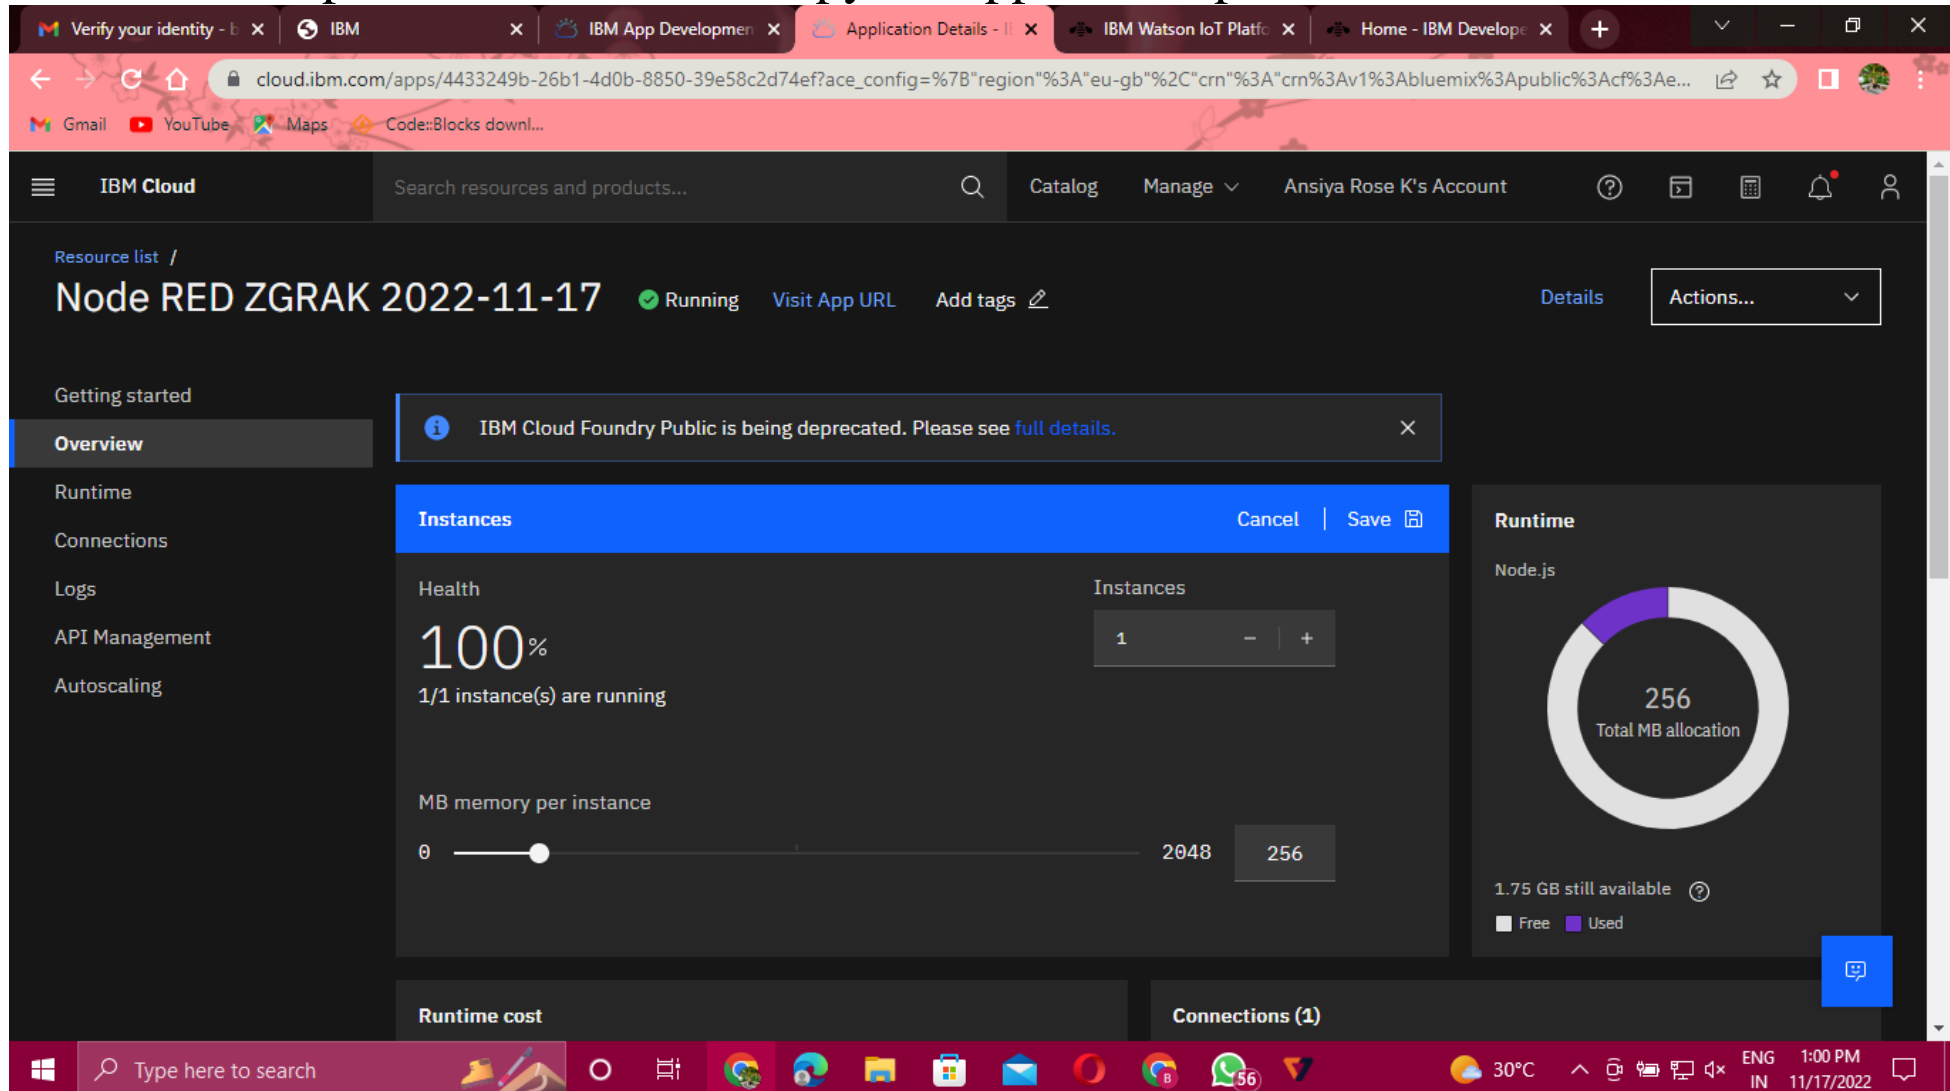 Verify your identity - b
IBM
IBM App Developmen
Application Details - I
IBM Watson IoT Platfo
Home - IBM Develope
cloud.ibm.com/apps/4433249b-26b1-4d0b-8850-39e58c2d74ef?ace_config=%7B"region"%3A"eu-gb"%2C"crn"%3A"crn%3Av1%3Abluemix%3Apublic%3Acf%3Ae...
Gmail
YouTube
Maps
Code::Blocks downl...
IBM Cloud
Search resources and products...
Catalog
Manage
Ansiya Rose K's Account
Resource list /
Node RED ZGRAK 2022-11-17
Running
Visit App URL
Add tags
Details
Actions...
Getting started
Overview
Runtime
Connections
Logs
API Management
Autoscaling
IBM Cloud Foundry Public is being deprecated. Please see full details.
Instances
Cancel | Save
Health
100%
1/1 instance(s) are running
Instances
1 - +
MB memory per instance
0
2048
256
Runtime
Node.js
256
Total MB allocation
1.75 GB still available
Free
Used
Runtime cost
Connections (1)
Type here to search
56
30°C
ENG
IN
1:00 PM
11/17/2022